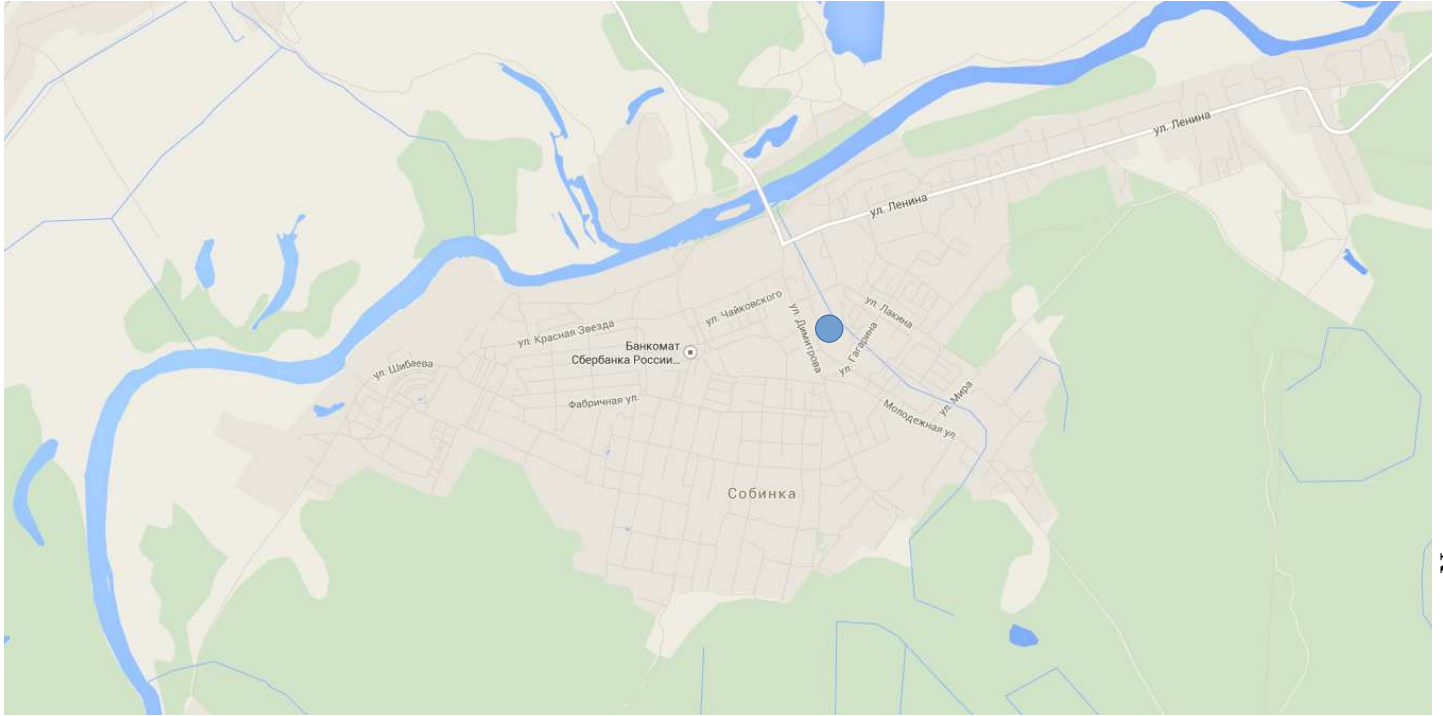 ул. Ленина
ул. Ленина
ул. Чайковского
ул. Лакина
ул. Красная Звезда
ул. Димитрова
ул. Гагарина
Банкомат
Сбербанка России...
ул. Шибаева
Фабричная ул.
ул. Мира
Молодежная ул.
Собинка